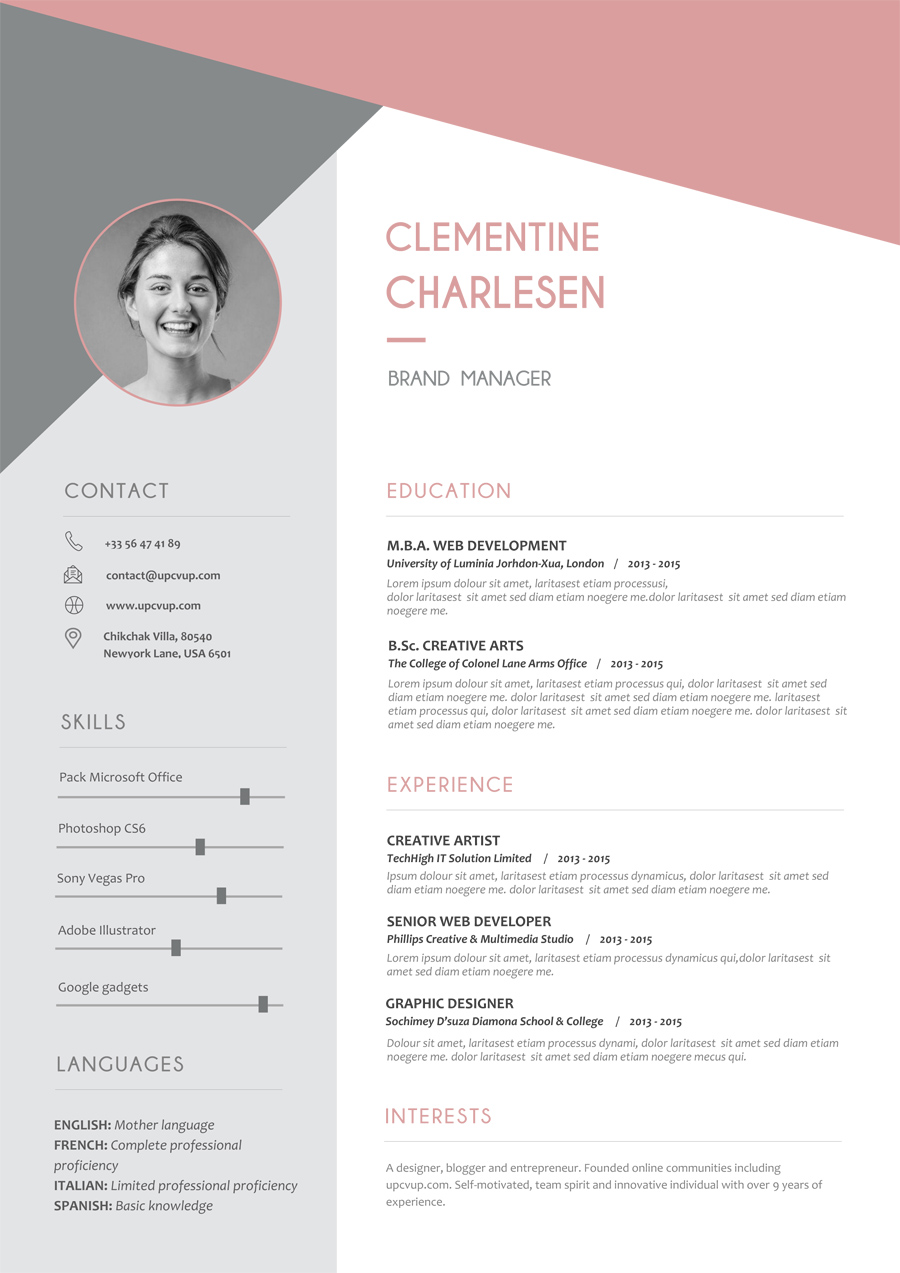 CLEMENTINE
CHARLESEN
BRAND MANAGER
CONTACT
+33 56 47 41 89
contact@upcvup.com
www.upcvup.com
Chikchak Villa, 80540
Newyork Lane, USA 6501
SKILLS
Pack Microsoft Office
Photoshop CS6
Sony Vegas Pro
Adobe Illustrator
Google gadgets
LANGUAGES
ENGLISH: Mother language
FRENCH: Complete professional
proficiency
ITALIAN: Limited professional proficiency
SPANISH: Basic knowledge
EDUCATION
M.B.A. WEB DEVELOPMENT
University of Luminia Jorhdon-Xua, London / 2013 - 2015
Lorem ipsum dolour sit amet, laritasest etiam processusi,
dolor laritasest sit amet sed diam etiam noegere me.dolor laritasest sit amet sed diam etiam
noegere me.
B.Sc. CREATIVE ARTS
The College of Colonel Lane Arms Office / 2013 - 2015
Lorem ipsum dolour sit amet, laritasest etiam processus qui, dolor laritasest sit amet sed
diam etiam noegere me. dolor laritasest sit amet sed diam etiam noegere me. laritasest
etiam processus qui, dolor laritasest sit amet sed diam etiam noegere me. dolor laritasest sit
amet sed diam etiam noegere me.
EXPERIENCE
CREATIVE ARTIST
TechHigh IT Solution Limited / 2013 - 2015
Ipsum dolour sit amet, laritasest etiam processus dynamicus, dolor laritasest sit amet sed
diam etiam noegere me. dolor laritasest sit amet sed diam etiam noegere me.
SENIOR WEB DEVELOPER
Phillips Creative & Multimedia Studio / 2013 - 2015
Lorem ipsum dolour sit amet, laritasest etiam processus dynamicus qui,dolor laritasest sit
amet sed diam etiam noegere me.
GRAPHIC DESIGNER
Sochimey D'suza Diamona School & College / 2013 - 2015
Dolour sit amet, laritasest etiam processus dynami, dolor laritasest sit amet sed diam etiam
noegere me. dolor laritasest sit amet sed diam etiam noegere mecus qui.
INTERESTS
A designer, blogger and entrepreneur. Founded online communities including
upcvup.com. Self-motivated, team spirit and innovative individual with over 9 years of
experience.